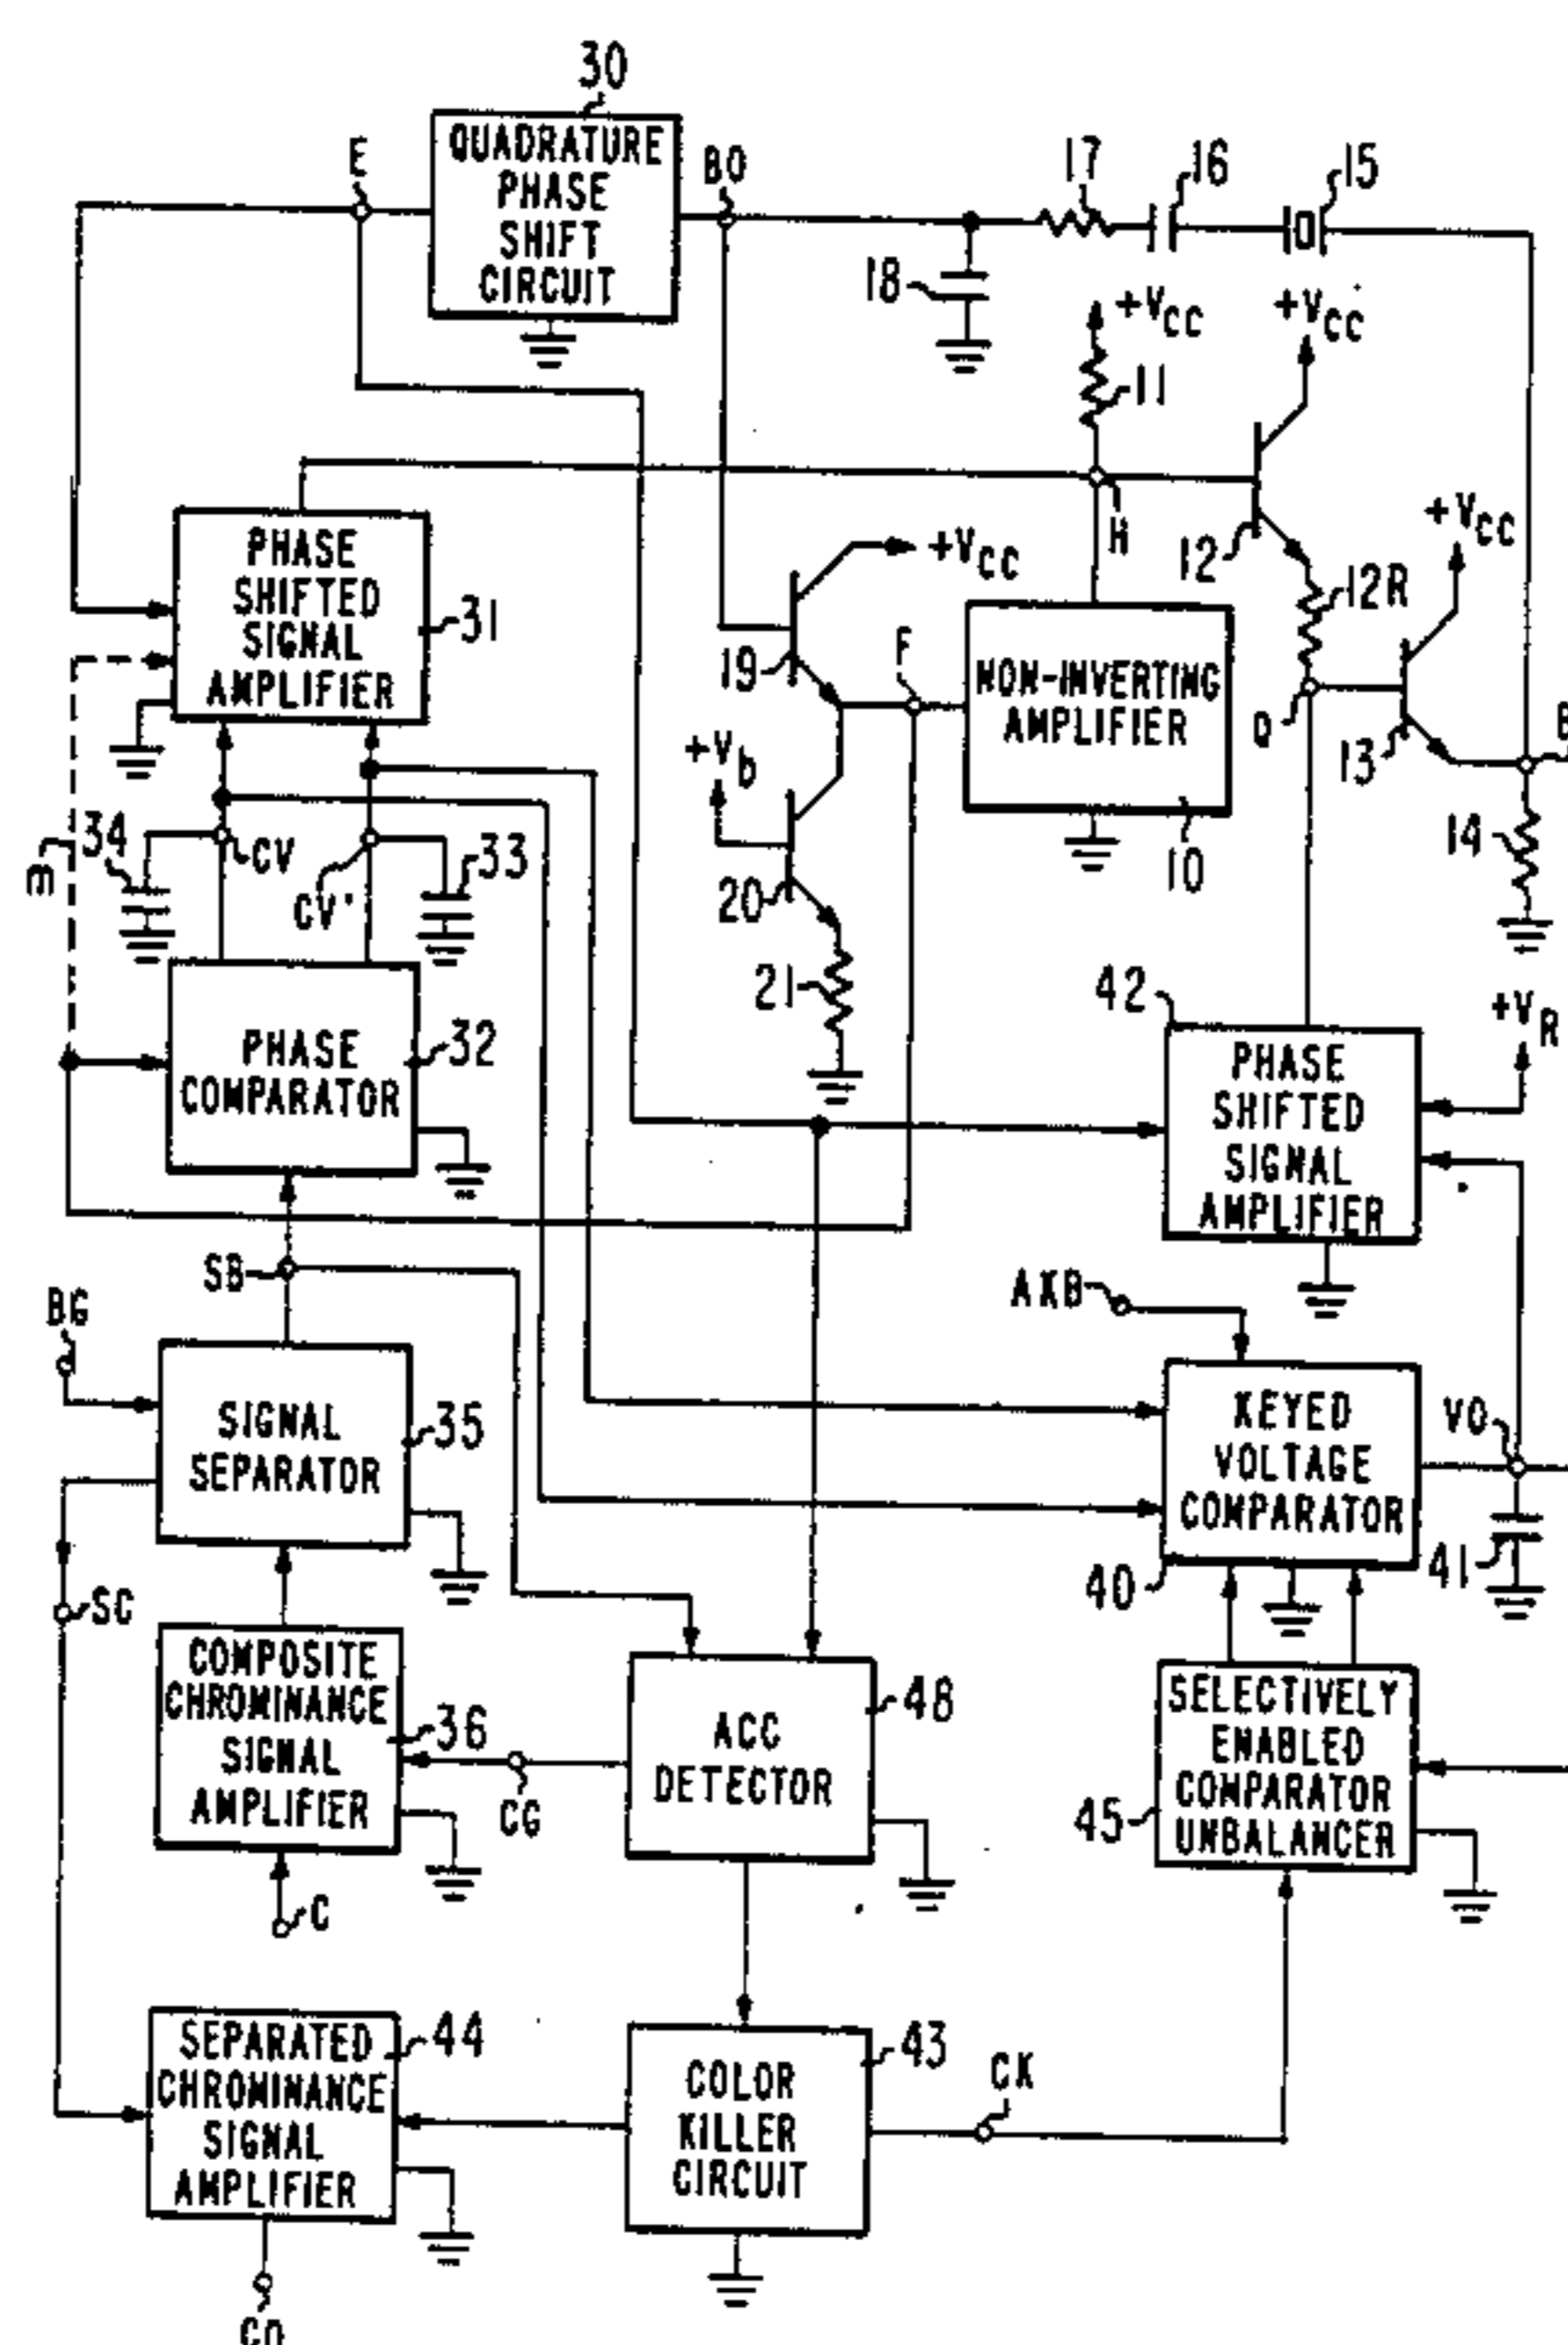 30
E
QUADRATURE
PHASE
SHIFT
CIRCUIT
BO
17
16
15
18
+VCC
+VCC
11
H
12
+VCC
12R
PHASE
SHIFTED
SIGNAL
AMPLIFIER
31
+VCC
19
F
NON-INVERTING
AMPLIFIER
Q
13
+Vb
10
14
34
CV
CV'
33
m
20
21
42
+VR
PHASE
COMPARATOR
32
PHASE
SHIFTED
SIGNAL
AMPLIFIER
SB
AXB
BG
SIGNAL
SEPARATOR
35
KEYED
VOLTAGE
COMPARATOR
VO
40
41
SC
COMPOSITE
CHROMINANCE
SIGNAL
AMPLIFIER
36
CG
ACC
DETECTOR
48
SELECTIVELY
ENABLED
COMPARATOR
UNBALANCER
45
C
SEPARATED
CHROMINANCE
SIGNAL
AMPLIFIER
44
COLOR
KILLER
CIRCUIT
43
CK